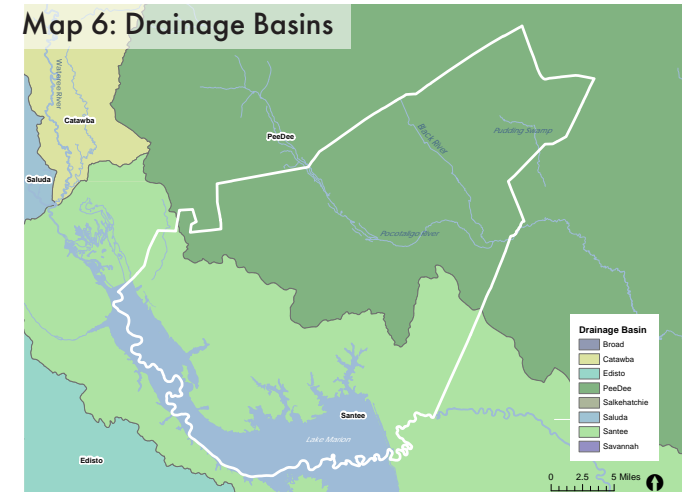 Map 6: Drainage Basins
Wateree River
Catawba
PeeDee
Black River
Pudding Swamp
Saluda
Pocotaligo River
Drainage Basin
Broad
Catawba
Edisto
PeeDee
Salkehatchie
Saluda
Santee
Savannah
Santee
Lake Marion
Edisto
0 2.5 5 Miles